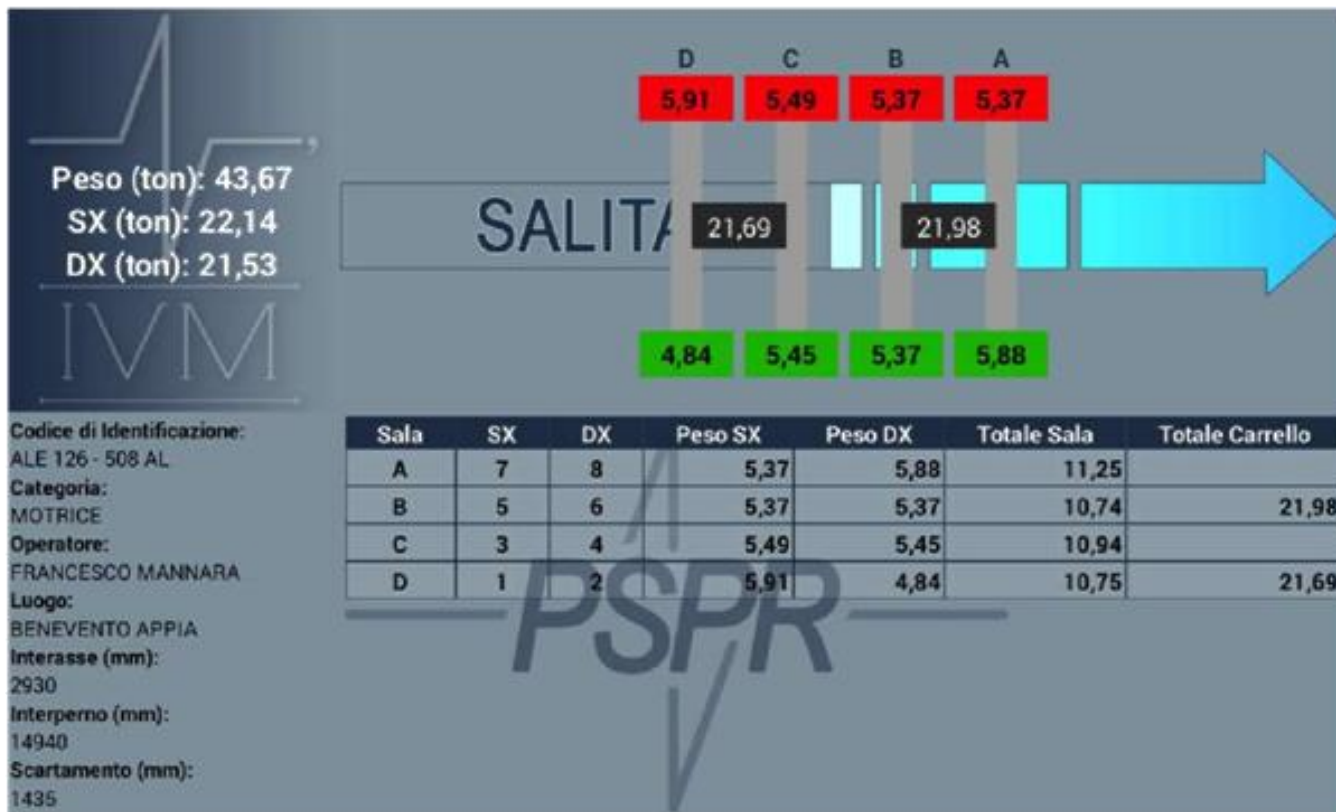 Peso (ton): 43,67
SX (ton): 22,14
DX (ton): 21,53
IVM
D C B A
5,91 5,49 5,37 5,37
SALITA 21,69 21,98
4,84 5,45 5,37 5,88
Codice di Identificazione:
ALE 126 - 508 AL
Categoria:
MOTRICE
Operatore:
FRANCESCO MANNARA
Luogo:
BENEVENTO APPIA
Interasse (mm):
2930
Interperno (mm):
14940
Scartamento (mm):
1435
Sala SX DX Peso SX Peso DX Totale Sala Totale Carrello
A 7 8 5,37 5,88 11,25
B 5 6 5,37 5,37 10,74 21,98
C 3 4 5,49 5,45 10,94
D 1 2 5,91 4,84 10,75 21,69
PSPR